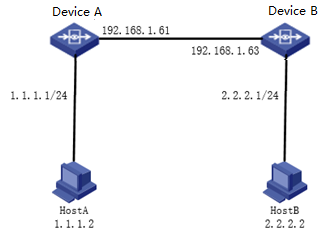 Device A
Device B
192.168.1.61
192.168.1.63
1.1.1.1/24
2.2.2.1/24
HostA
1.1.1.2
HostB
2.2.2.2